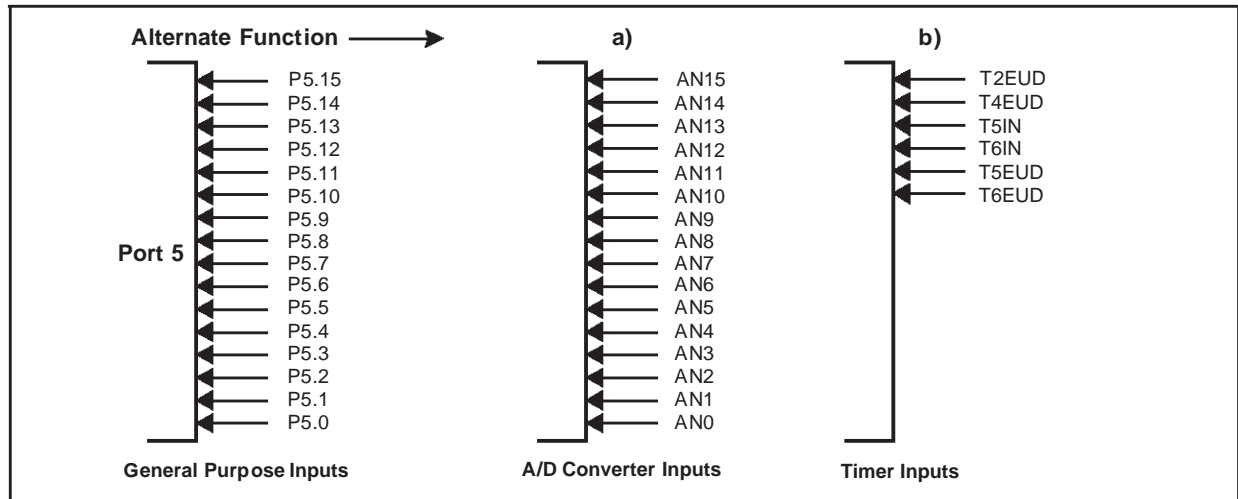 Alternate Function a) b)
P5.15 AN15 T2EUD
P5.14 AN14 T4EUD
P5.13 AN13 T5IN
P5.12 AN12 T6IN
P5.11 AN11 T5EUD
P5.10 AN10 T6EUD
P5.9 AN9
P5.8 AN8
Port 5
P5.7 AN7
P5.6 AN6
P5.5 AN5
P5.4 AN4
P5.3 AN3
P5.2 AN2
P5.1 AN1
P5.0 AN0
General Purpose Inputs A/D Converter Inputs Timer Inputs